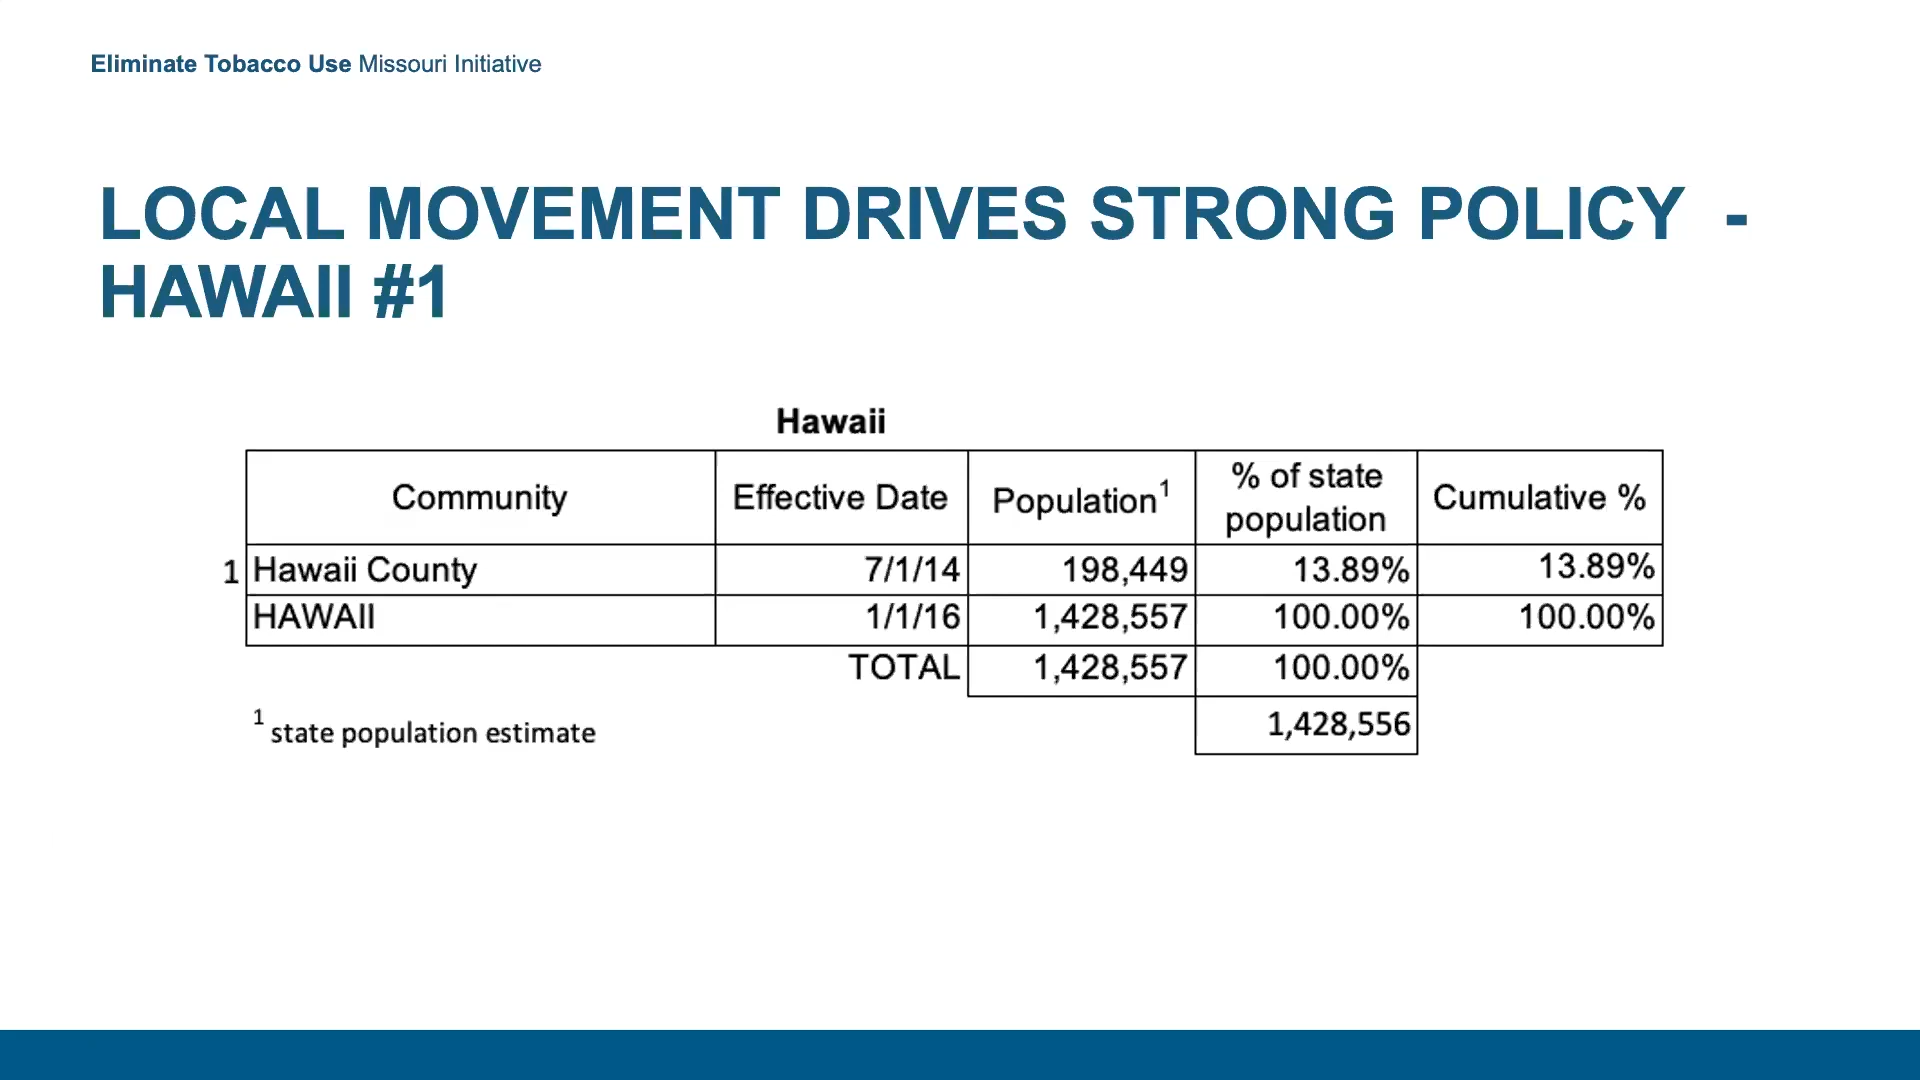 Eliminate Tobacco Use Missouri Initiative
LOCAL MOVEMENT DRIVES STRONG POLICY -
HAWAII #1
Hawaii
Community Effective Date Population¹ % of state population Cumulative %
1 Hawaii County 7/1/14 198,449 13.89% 13.89%
HAWAII 1/1/16 1,428,557 100.00% 100.00%
TOTAL 1,428,557 100.00%
1,428,556
¹ state population estimate